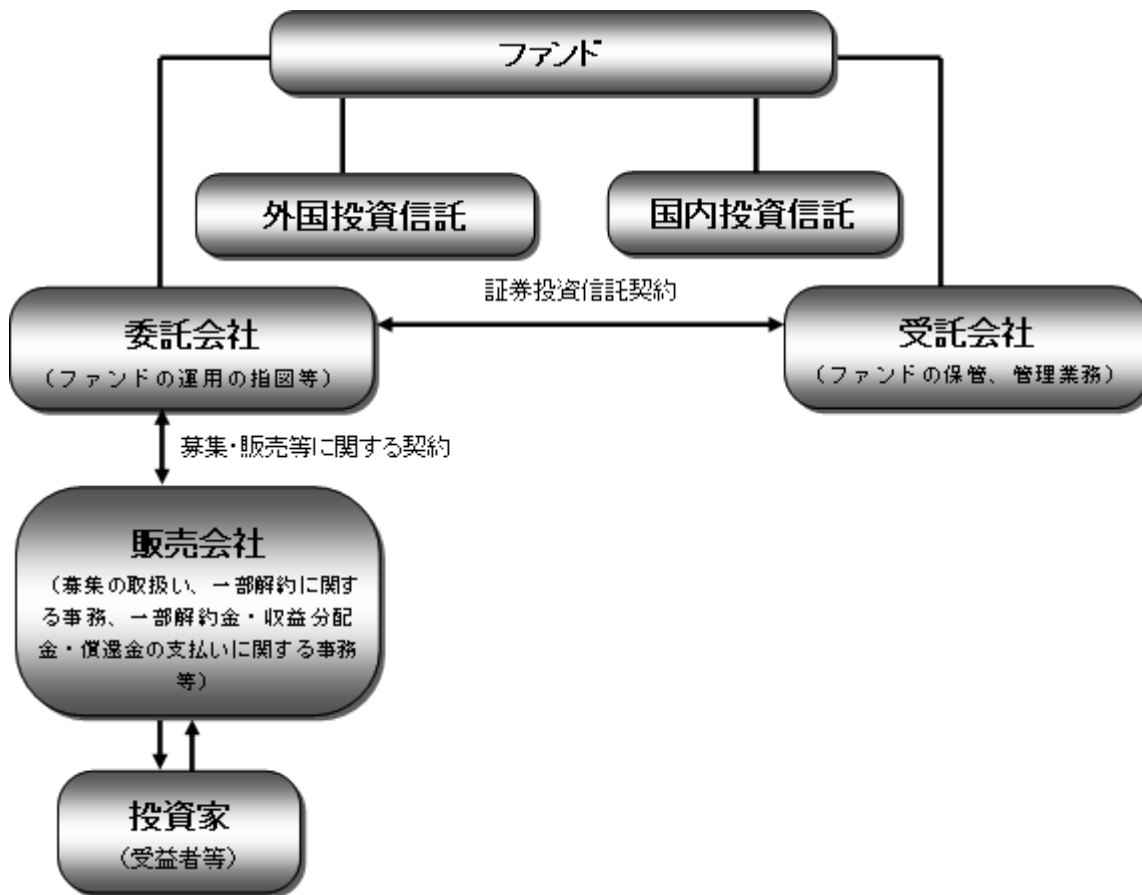 ファンド
外国投資信託
国内投資信託
証券投資信託契約
委託会社
（ファンドの運用の指図等）
受託会社
（ファンドの保管、管理業務）
募集・販売等に関する契約
販売会社
（募集の取扱い、一部解約に関す
る事務、一部解約金・収益分配
金・償還金の支払いに関する事務
等）
投資家
（受益者等）